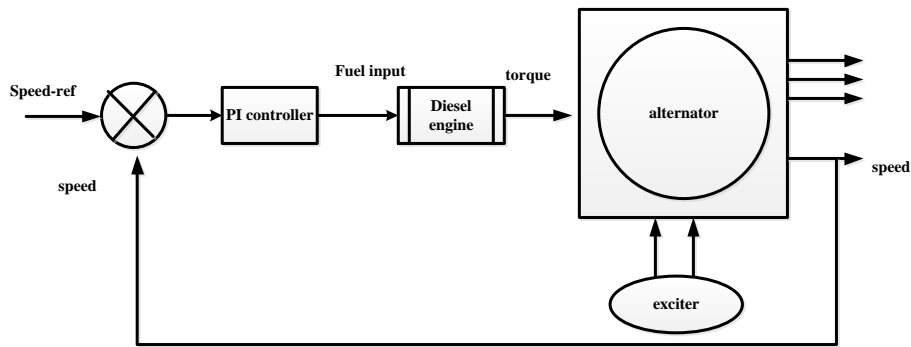 Speed-ref
PI controller
Fuel input
Diesel
engine
torque
alternator
speed
speed
exciter